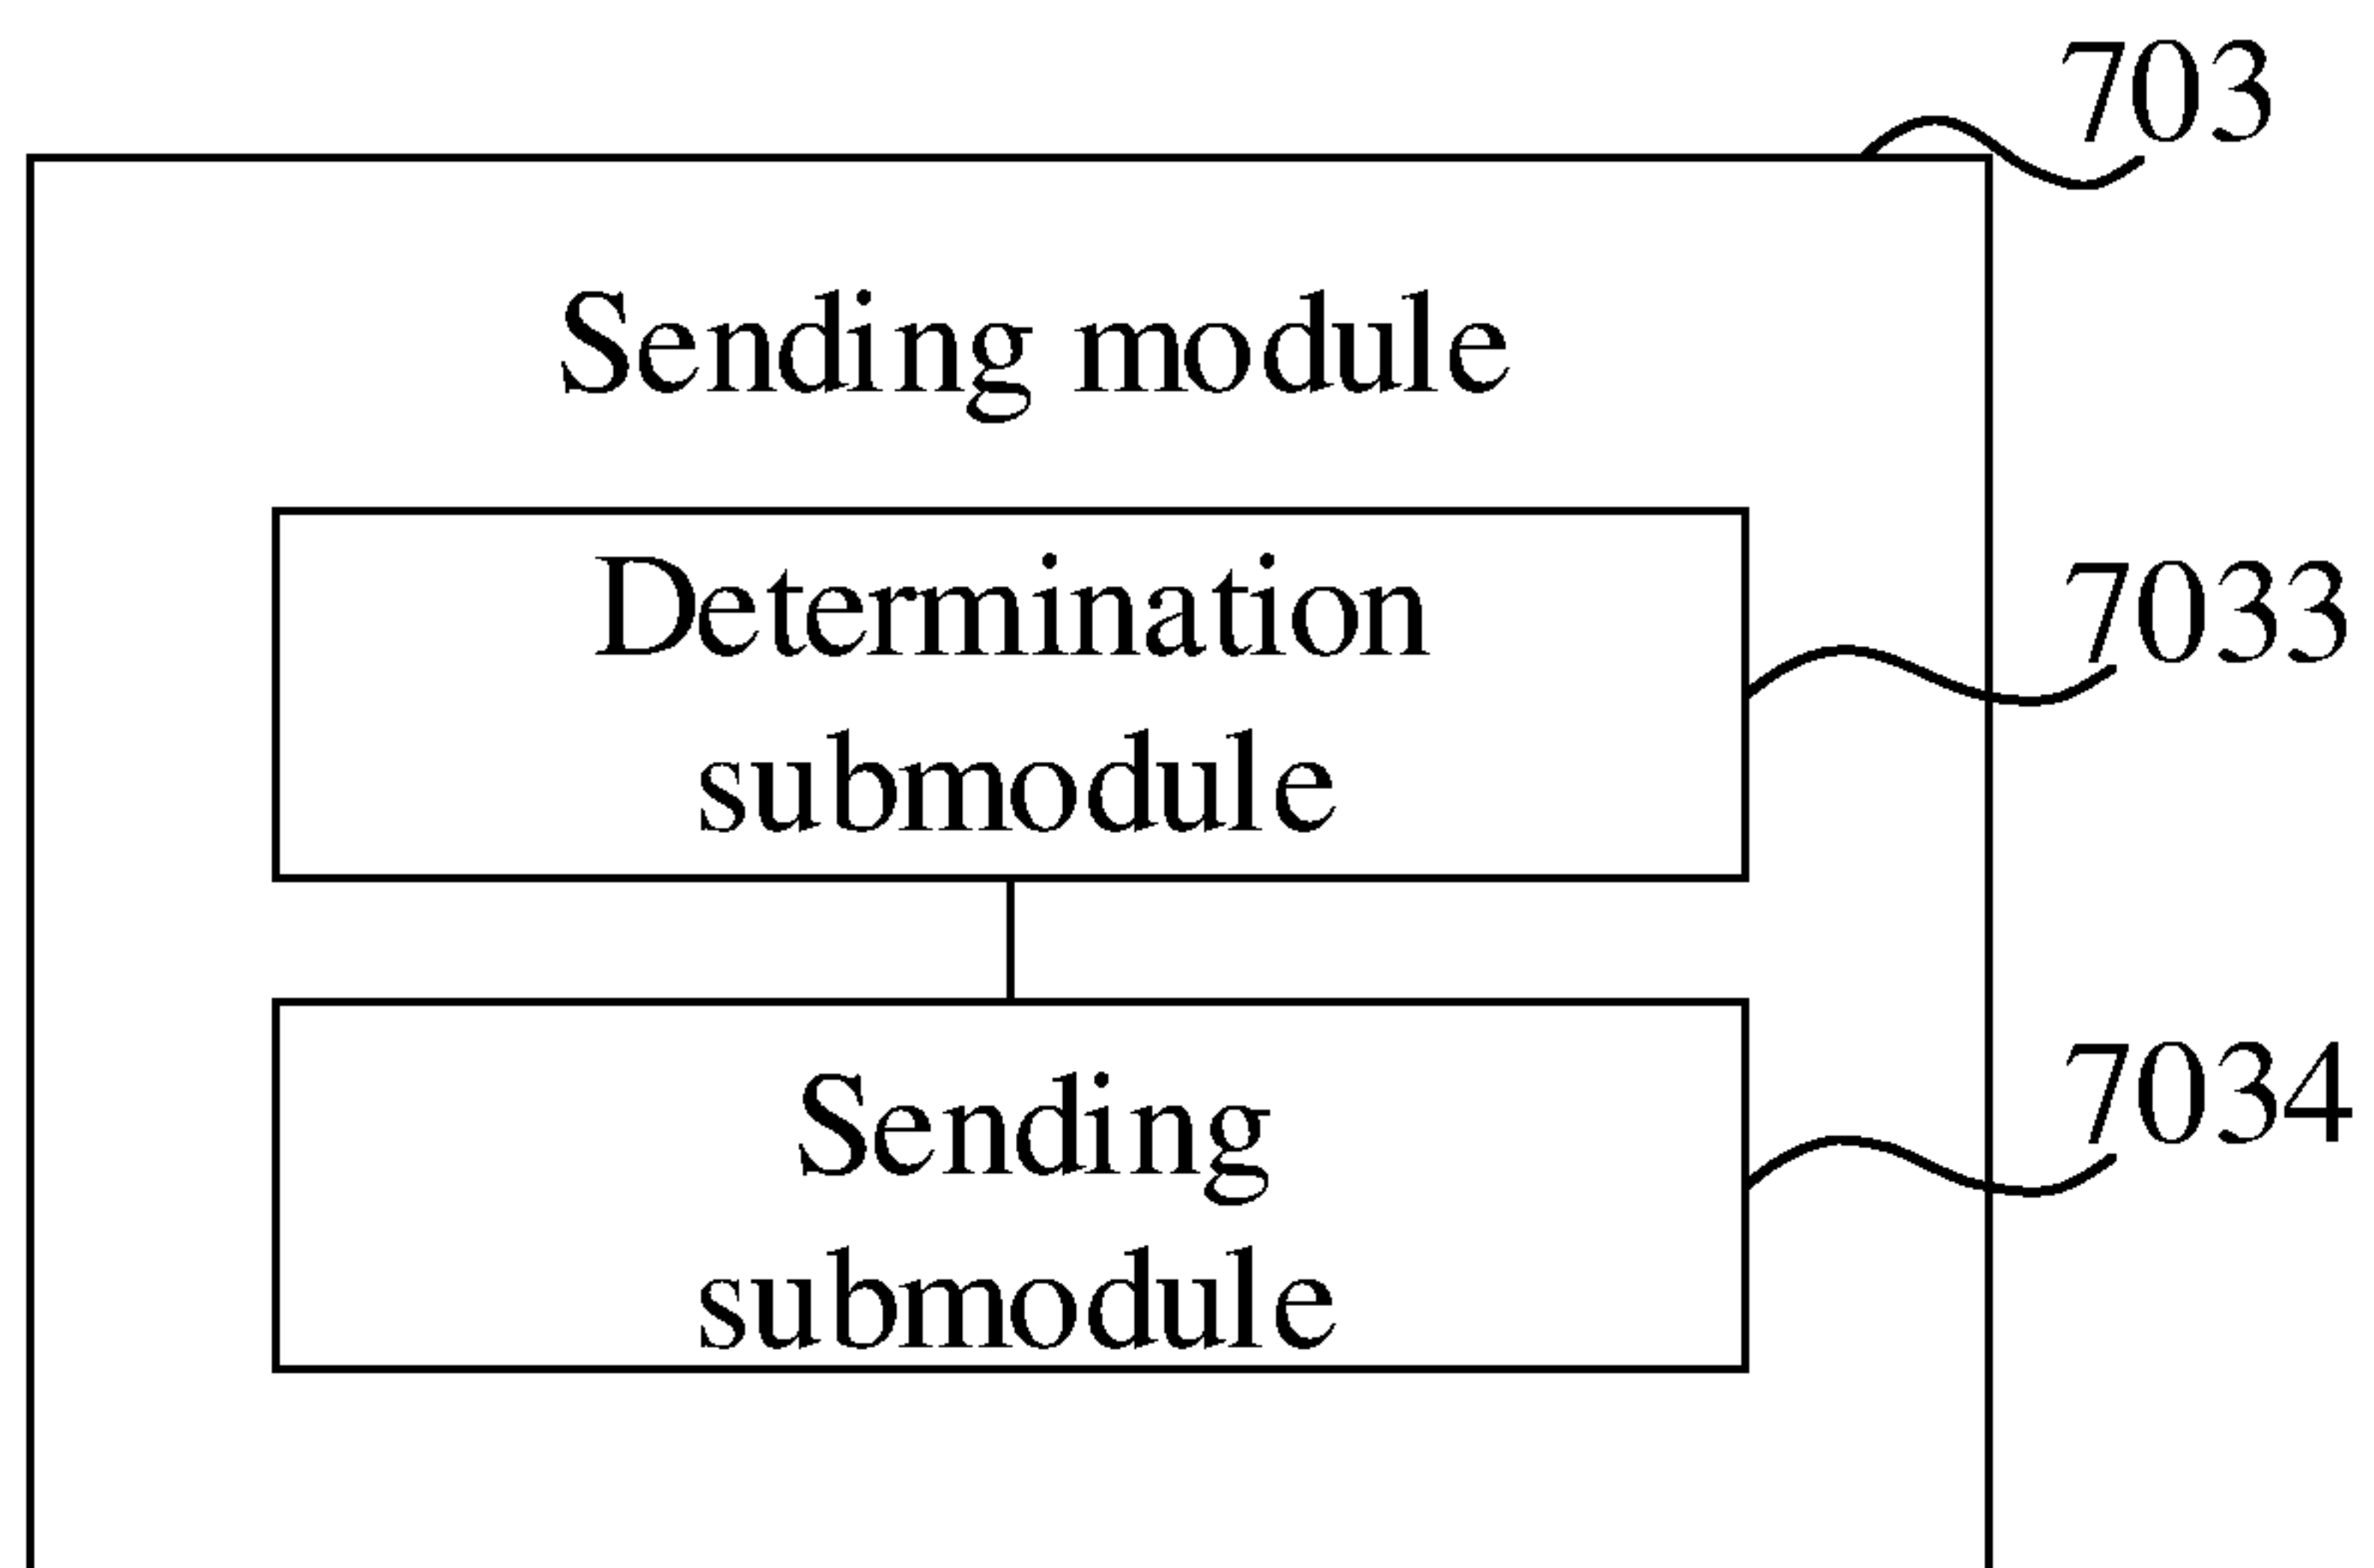 703
Sending module
Determination
submodule
7033
Sending
submodule
7034